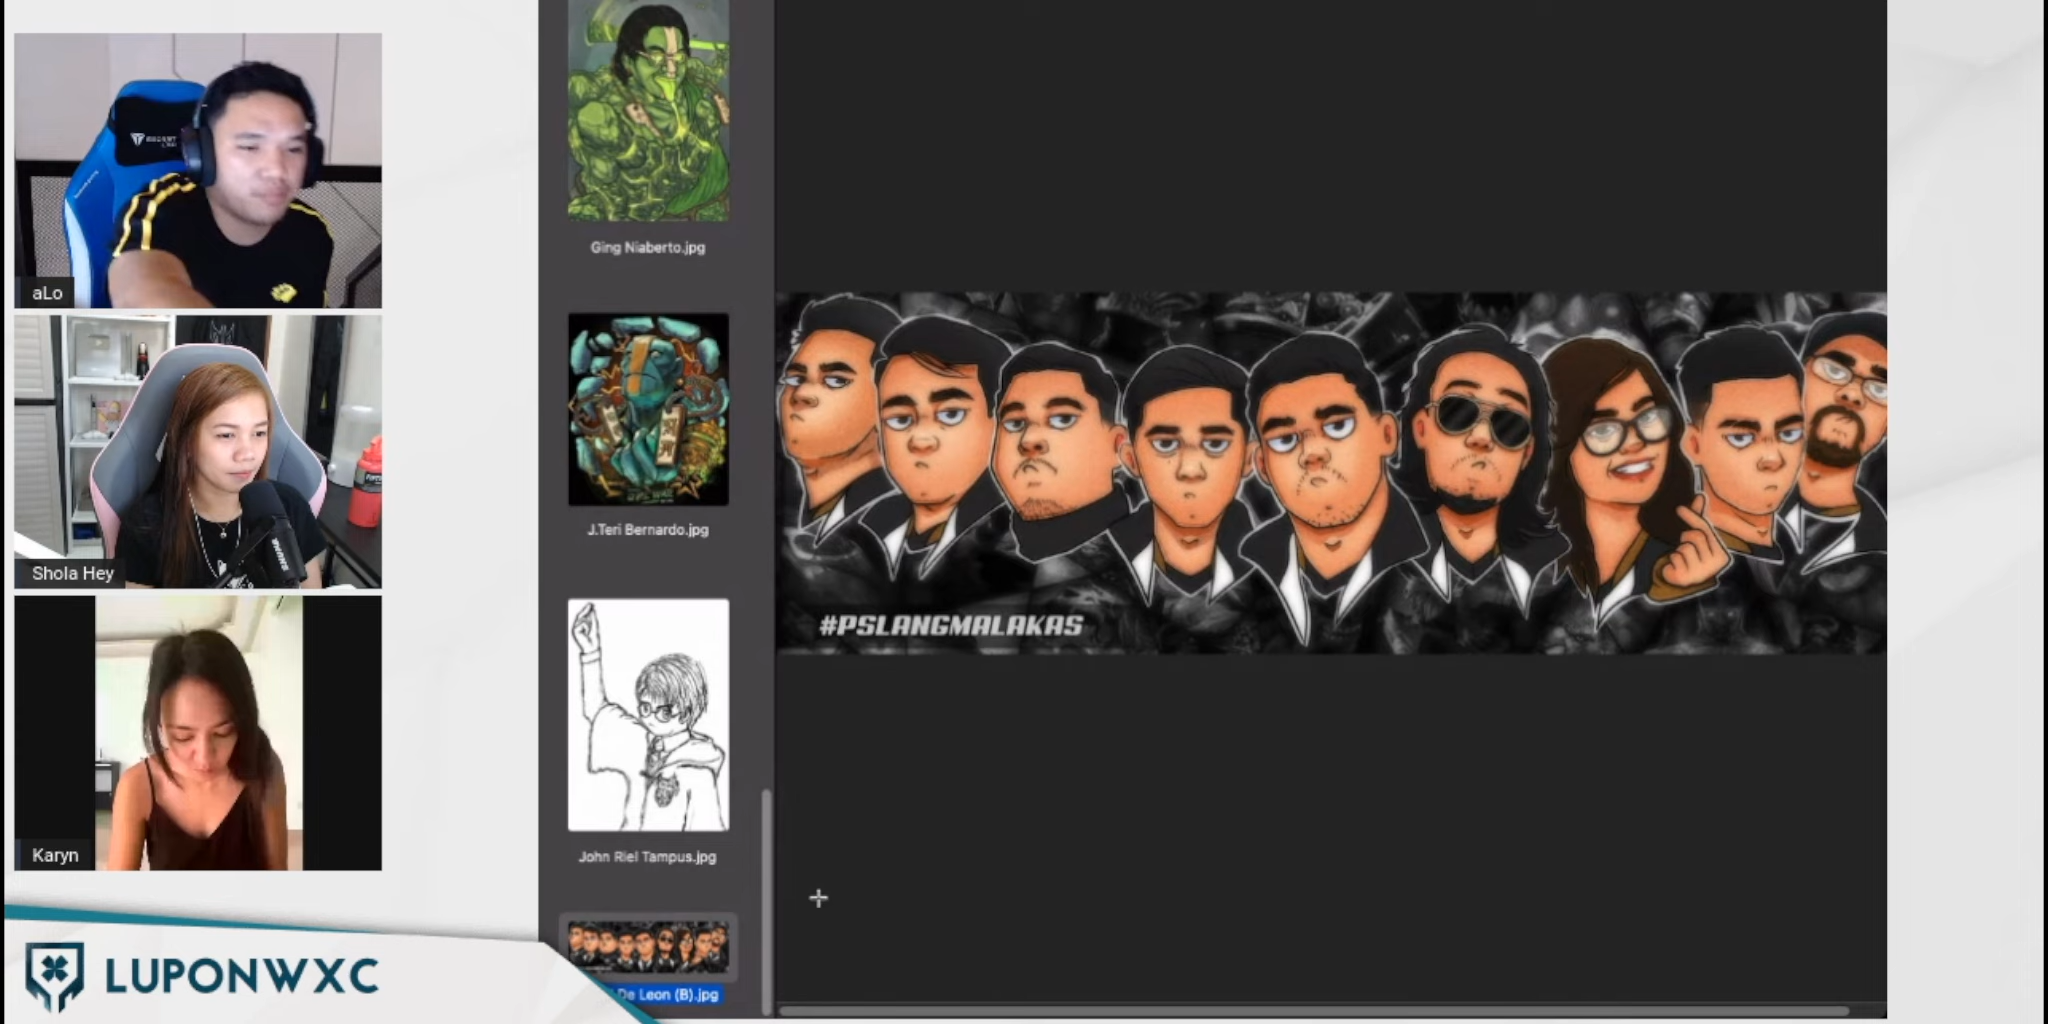 aLo
Shola Hey
Karyn
LUPONWXC
Ging Niaberto.jpg
J.Teri Bernardo.jpg
John Riel Tampus.jpg
De Leon (B).jpg
#PSLANGMALAKAS